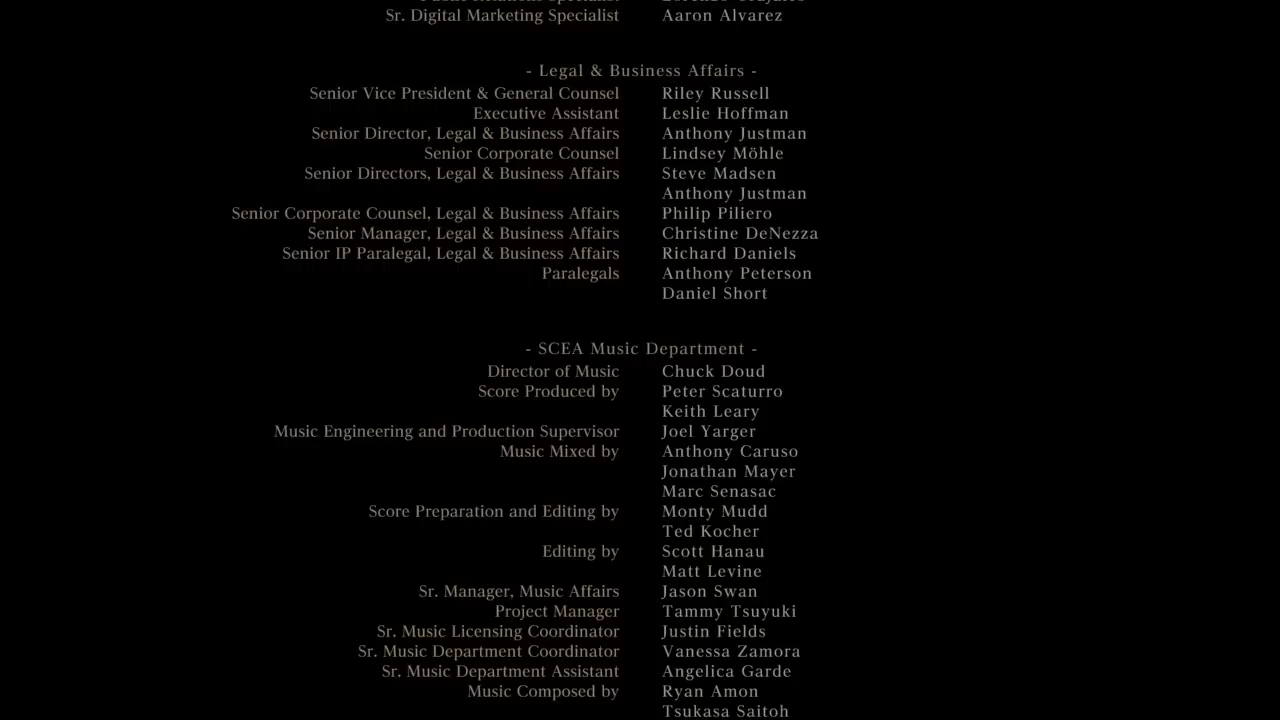 Sr. Digital Marketing Specialist Aaron Alvarez
- Legal & Business Affairs -
Senior Vice President & General Counsel Riley Russell
Executive Assistant Leslie Hoffman
Senior Director, Legal & Business Affairs Anthony Justman
Senior Corporate Counsel Lindsey Möhle
Senior Directors, Legal & Business Affairs Steve Madsen
Anthony Justman
Senior Corporate Counsel, Legal & Business Affairs Philip Piliero
Senior Manager, Legal & Business Affairs Christine DeNezza
Senior IP Paralegal, Legal & Business Affairs Richard Daniels
Paralegals Anthony Peterson
Daniel Short
- SCEA Music Department -
Director of Music Chuck Doud
Score Produced by Peter Scaturro
Keith Leary
Music Engineering and Production Supervisor Joel Yarger
Music Mixed by Anthony Caruso
Jonathan Mayer
Marc Senasac
Score Preparation and Editing by Monty Mudd
Ted Kocher
Editing by Scott Hanau
Matt Levine
Sr. Manager, Music Affairs Jason Swan
Project Manager Tammy Tsuyuki
Sr. Music Licensing Coordinator Justin Fields
Sr. Music Department Coordinator Vanessa Zamora
Sr. Music Department Assistant Angelica Garde
Music Composed by Ryan Amon
Tsukasa Saitoh